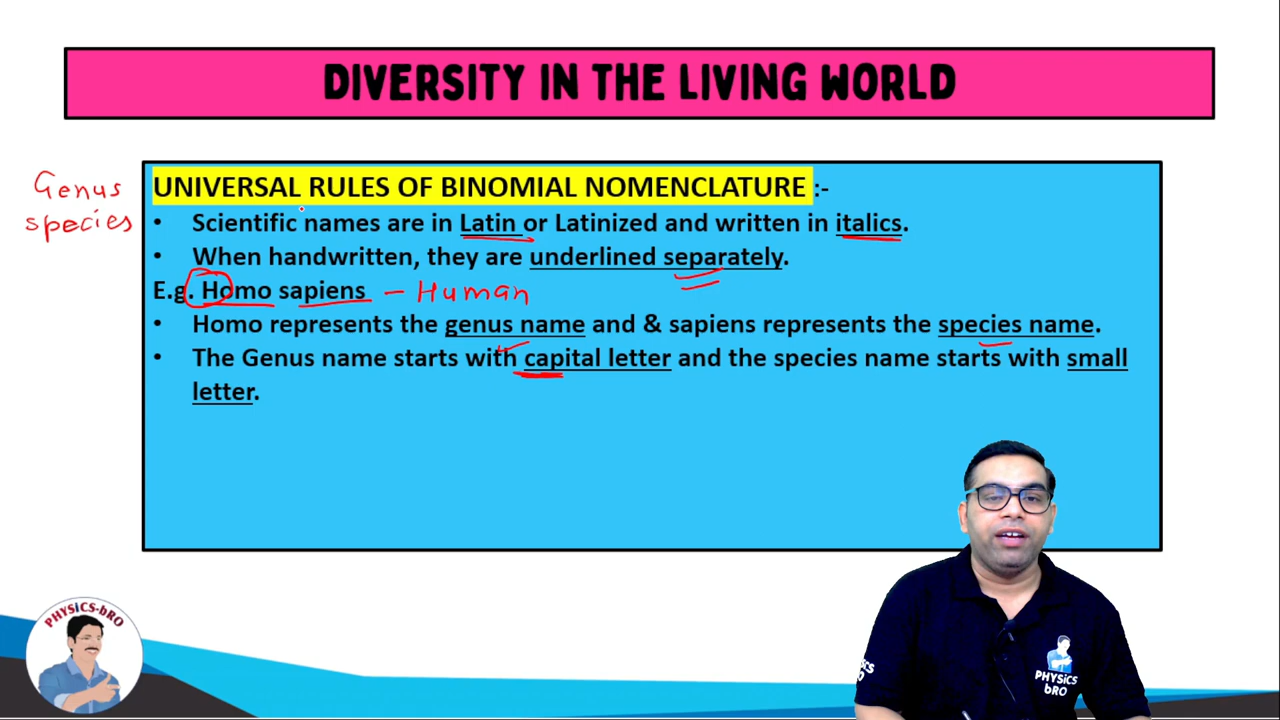 DIVERSITY IN THE LIVING WORLD
Genus
species
UNIVERSAL RULES OF BINOMIAL NOMENCLATURE :-
• Scientific names are in Latin or Latinized and written in italics.
• When handwritten, they are underlined separately.
E.g. Homo sapiens – Human
• Homo represents the genus name and & sapiens represents the species name.
• The Genus name starts with capital letter and the species name starts with small
letter.
PHYSiCS-bRO
PHYSiCS
bRO